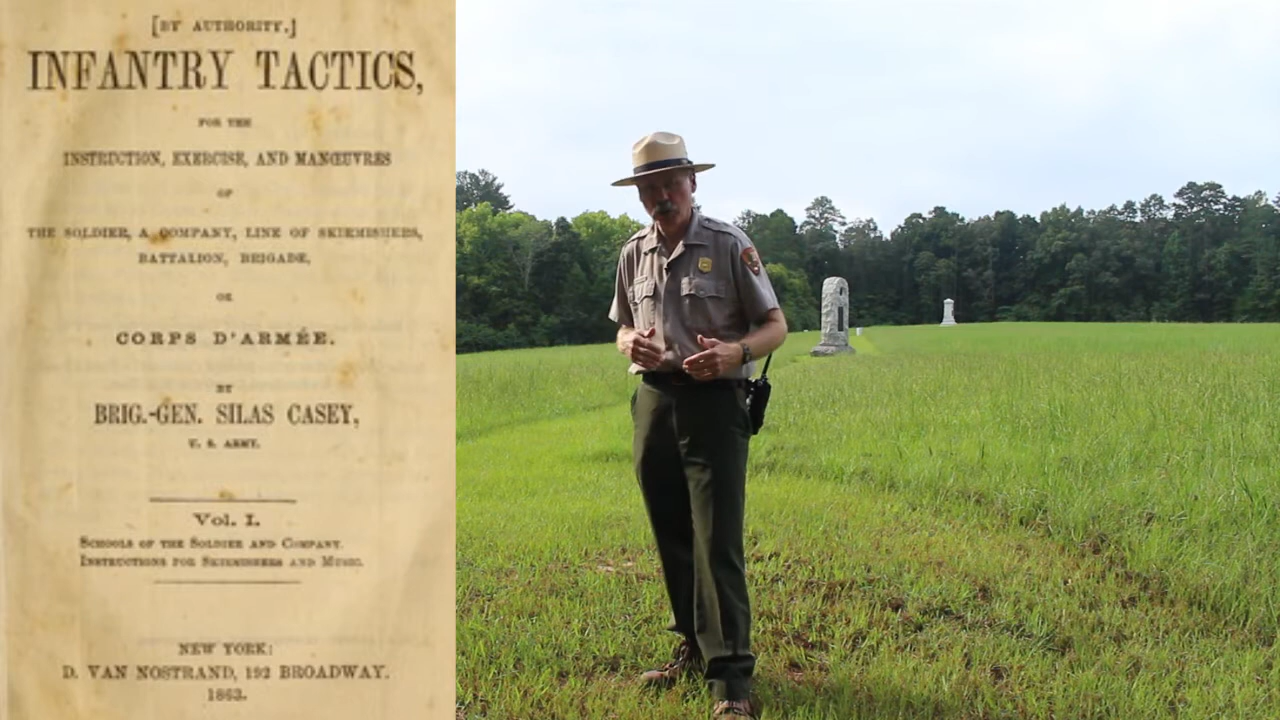 [BY AUTHORITY.]
INFANTRY TACTICS,
FOR THE
INSTRUCTION, EXERCISE, AND MANŒUVRES
OF
THE SOLDIER, A COMPANY, LINE OF SKIRMISHERS,
BATTALION, BRIGADE,
OR
CORPS D'ARMÉE.
BY
BRIG.-GEN. SILAS CASEY,
U. S. ARMY.
Vol. I.
Schools of the Soldier and Company.
Instructions for Skirmishers and Music.
NEW YORK:
D. VAN NOSTRAND, 192 BROADWAY.
1863.